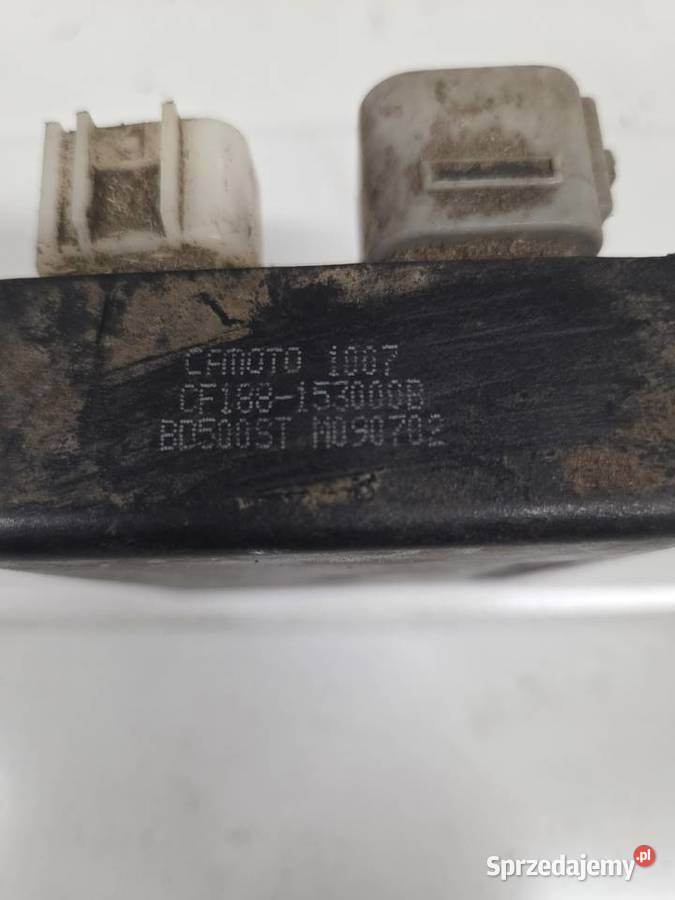 CAMOTO 1007
CF188-153000B
BD500ST M090702
Sprzedajemy.pl